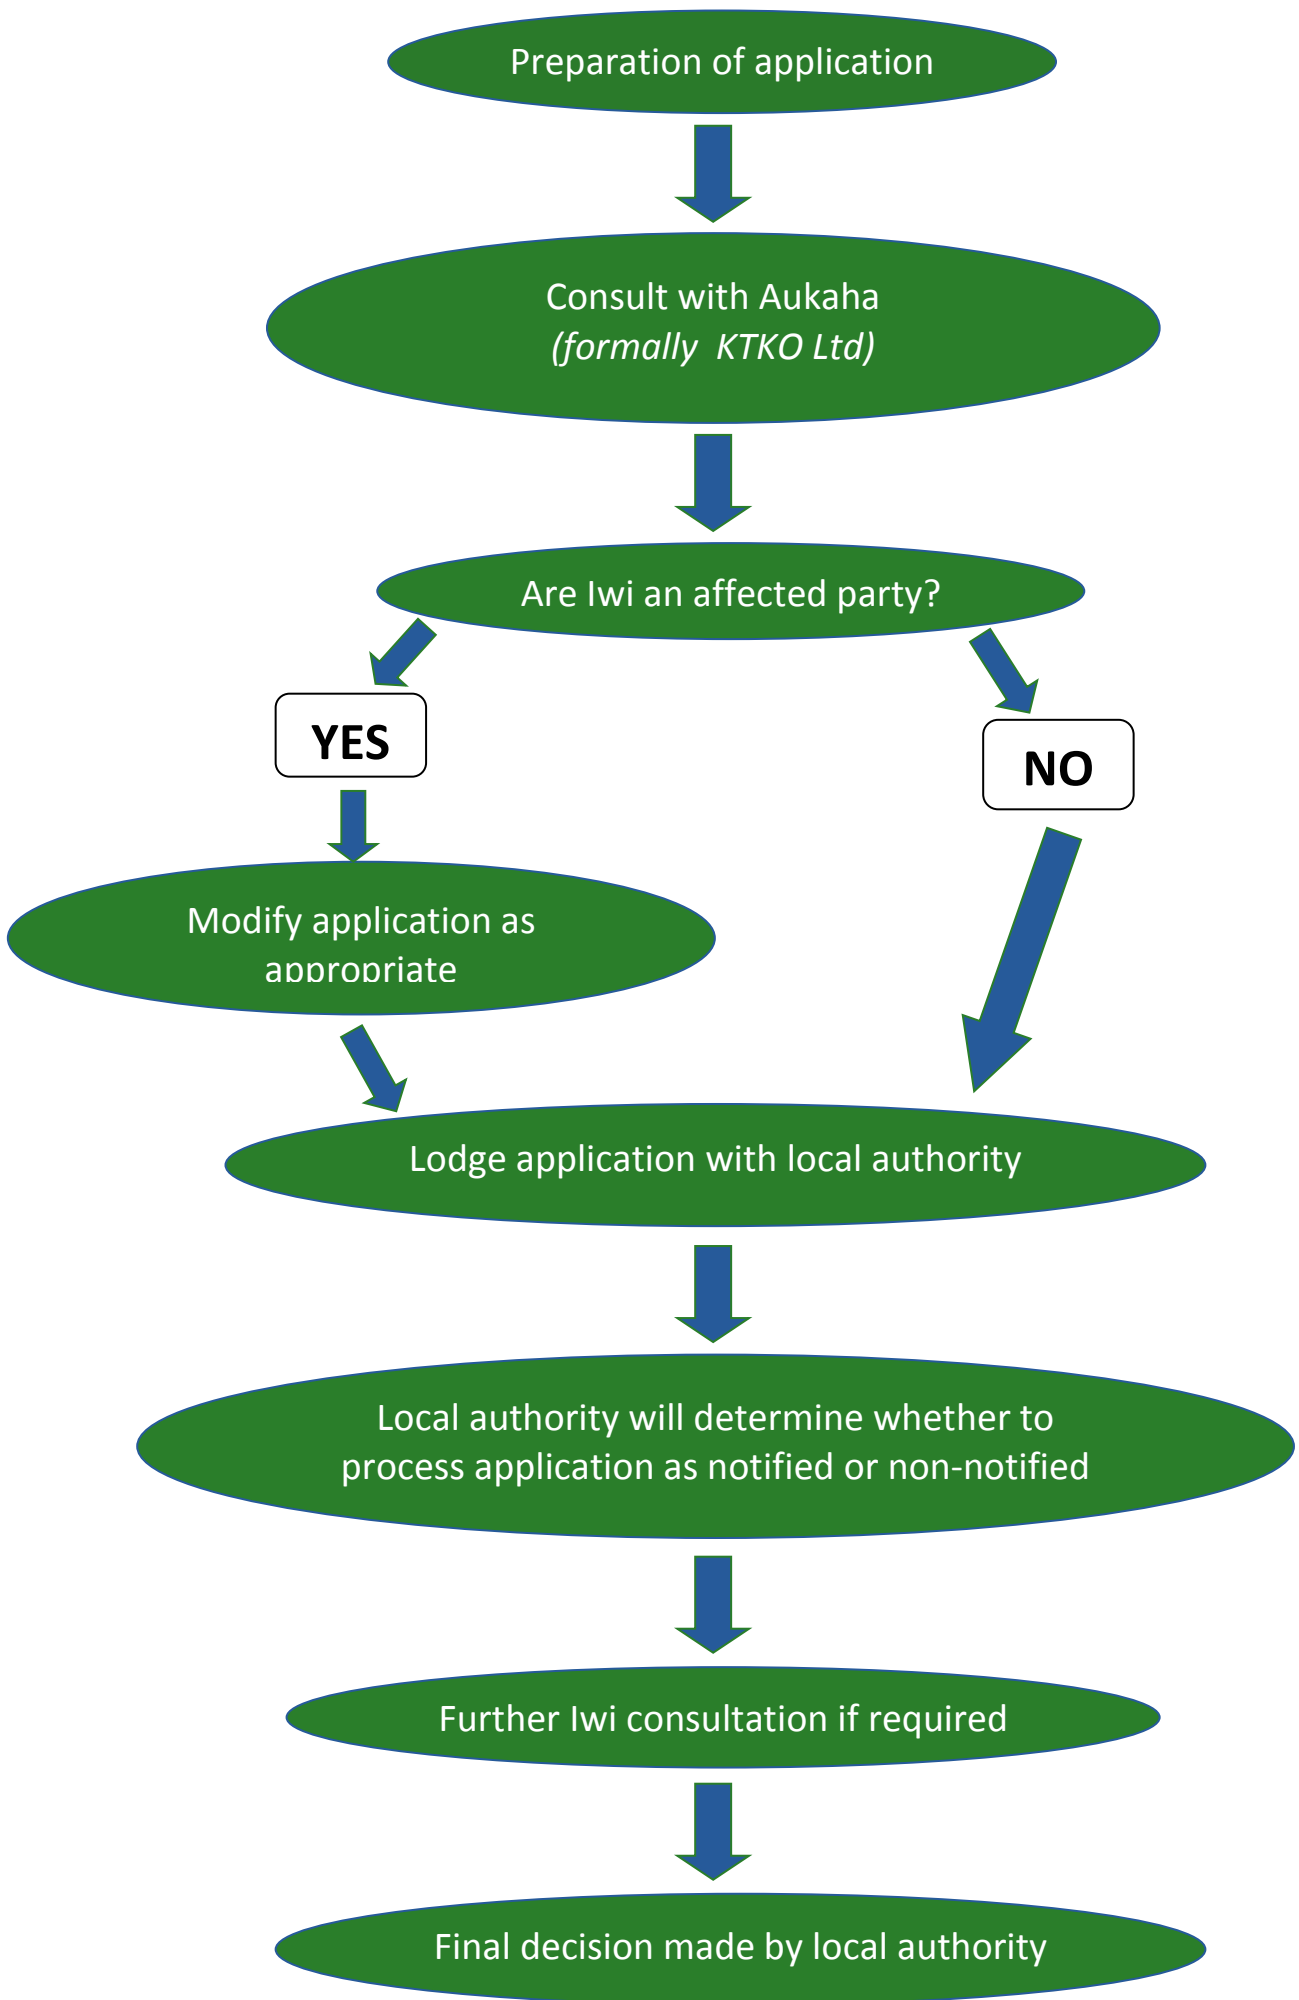 Preparation of application
Consult with Aukaha
(formally KTKO Ltd)
Are Iwi an affected party?
YES
NO
Modify application as
appropriate
Lodge application with local authority
Local authority will determine whether to
process application as notified or non-notified
Further Iwi consultation if required
Final decision made by local authority